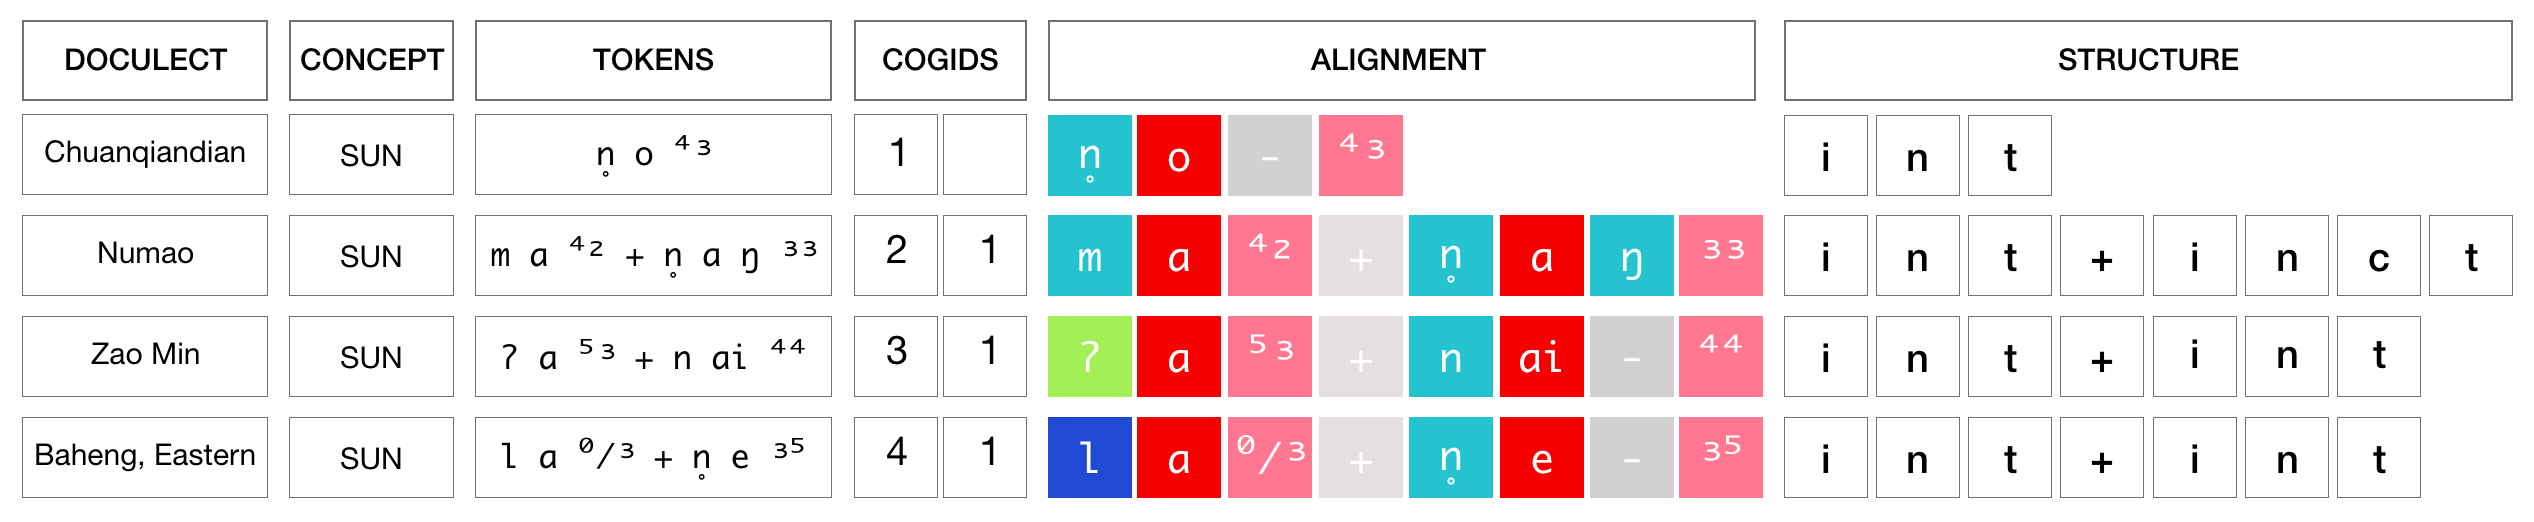 DOCULECT CONCEPT TOKENS COGIDS ALIGNMENT STRUCTURE
Chuanqiandian SUN n̥ o ⁴³ 1 n̥ o - ⁴³ i n t
Numao SUN m a ⁴² + n̥ a ŋ ³³ 2 1 m a ⁴² + n̥ a ŋ ³³ i n t + i n c t
Zao Min SUN ʔ a ⁵³ + n ai ⁴⁴ 3 1 ʔ a ⁵³ + n ai - ⁴⁴ i n t + i n t
Baheng, Eastern SUN l a ⁰/³ + n̥ e ³⁵ 4 1 l a ⁰/³ + n̥ e - ³⁵ i n t + i n t